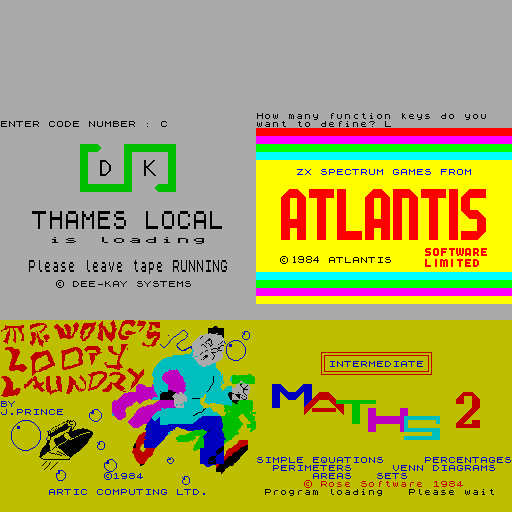 ENTER CODE NUMBER : C
D K
THAMES LOCAL
is loading
Please leave tape RUNNING
© DEE-KAY SYSTEMS
How many function keys do you
want to define? L
ZX SPECTRUM GAMES FROM
ATLANTIS
SOFTWARE
LIMITED
©1984 ATLANTIS
MR WONG'S
LOOPY
LAUNDRY
BY
J.PRINCE
©1984
ARTIC COMPUTING LTD.
INTERMEDIATE
MATHS 2
SIMPLE EQUATIONS PERCENTAGES
PERIMETERS VENN DIAGRAMS
AREAS SETS
© Rose Software 1984
Program loading Please wait